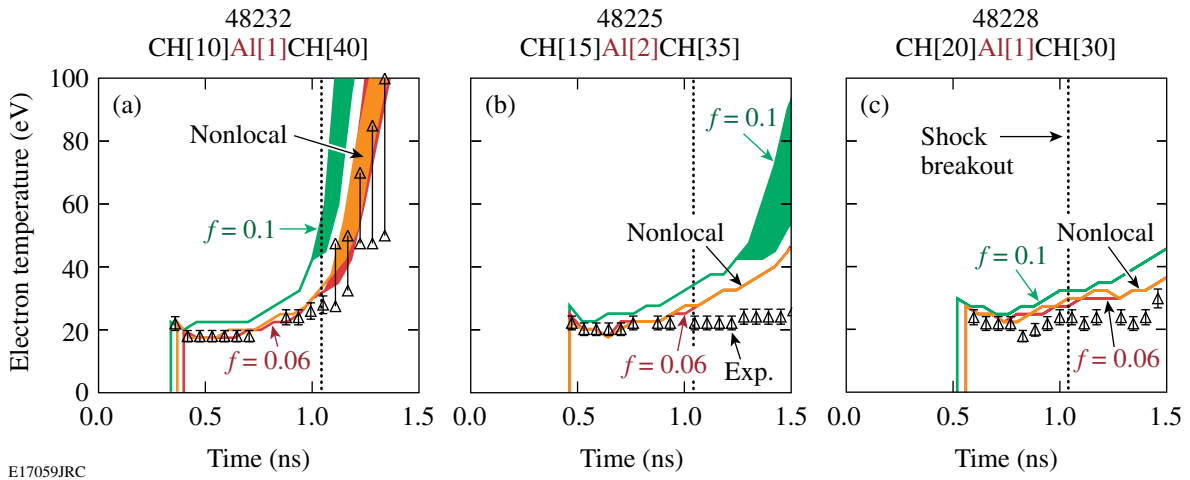 48232
CH[10]Al[1]CH[40]
48225
CH[15]Al[2]CH[35]
48228
CH[20]Al[1]CH[30]
Electron temperature (eV)
100
80
60
40
20
0
(a)
Nonlocal
f = 0.1
f = 0.06
0.0 0.5 1.0 1.5
Time (ns)
(b)
f = 0.1
Nonlocal
f = 0.06
Exp.
0.0 0.5 1.0 1.5
Time (ns)
(c)
Shock
breakout
Nonlocal
f = 0.1
f = 0.06
0.0 0.5 1.0 1.5
Time (ns)
E17059JRC